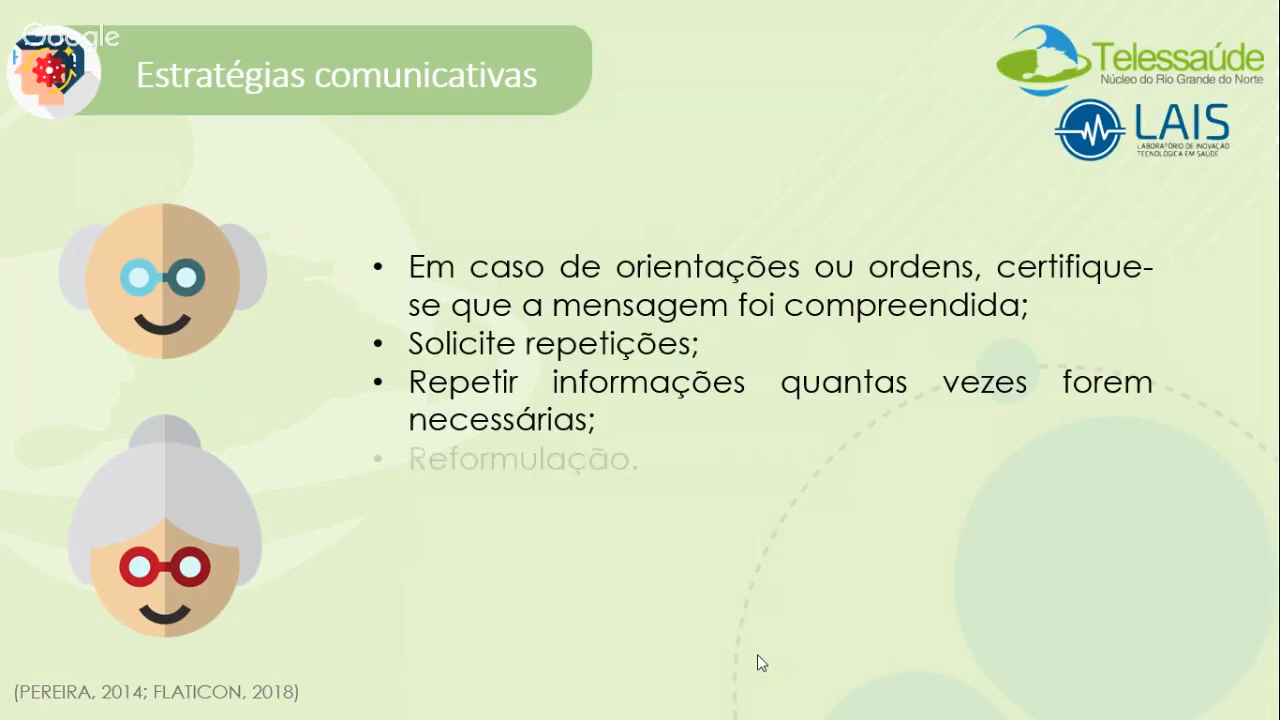 Google
Estratégias comunicativas
Telessaúde
Núcleo do Rio Grande do Norte
LAIS
LABORATÓRIO DE INOVAÇÃO
TECNOLÓGICA EM SAÚDE
• Em caso de orientações ou ordens, certifique-
se que a mensagem foi compreendida;
• Solicite repetições;
• Repetir informações quantas vezes forem
necessárias;
• Reformulação.
(PEREIRA, 2014; FLATICON, 2018)